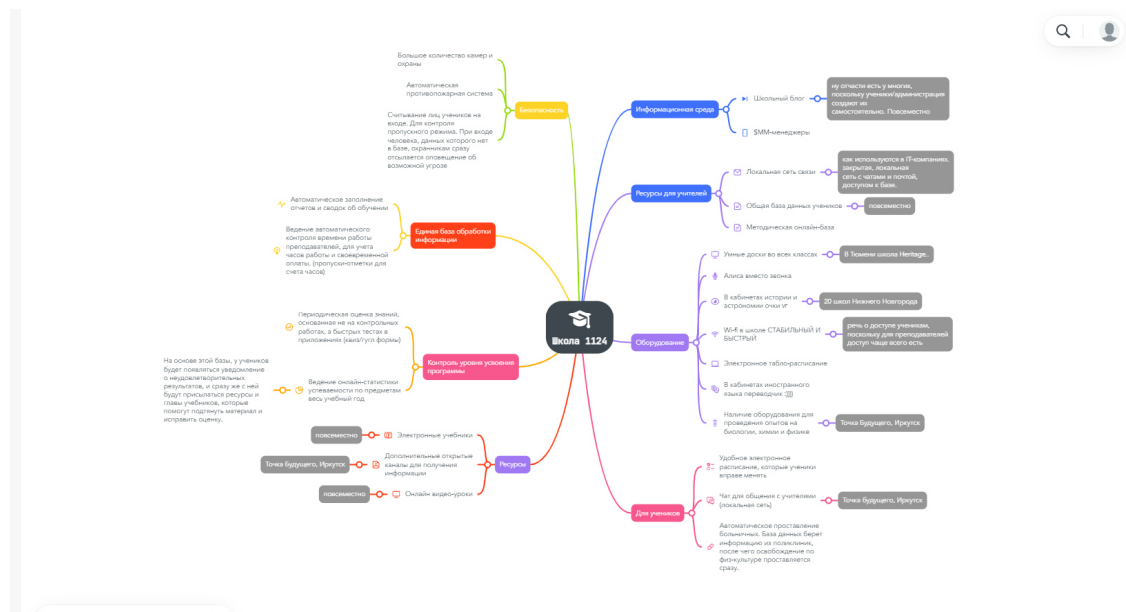 Большое количество камер и
охраны
Автоматическая
противопожарная система
Считывание лиц учеников на
входе. Для контроля
пропускного режима. При входе
человека, данных которого нет
в базе, охранникам сразу
отсылается оповещение об
возможной угрозе
Безопасность
Автоматическое заполнение
отчетов и сводок об обучении
Ведение автоматического
контроля времени работы
преподавателей, для учета
часов работы и своевременной
оплаты. (пропуски-отметки для
счета часов)
Единая база обработки
информации
Периодическая оценка знаний,
основанная не на контрольных
работах, а быстрых тестах в
приложениях (квиз/гугл формы)
На основе этой базы, у учеников
будет появляться уведомление
о неудовлетворительных
результатов, и сразу же с ней
будут присылаться ресурсы и
главы учебников, которые
помогут подтянуть материал и
исправить оценку.
Ведение онлайн-статистики
успеваемости по предметам
весь учебный год
Контроль уровня усвоения
программы
повсеместно
Электронные учебники
Точка Будущего, Иркутск
Дополнительные открытые
каналы для получения
информации
повсеместно
Онлайн видео-уроки
Ресурсы
Школа 1124
Информационная среда
Школьный блог
ну отчасти есть у многих,
поскольку ученики/администрация
создают их
самостоятельно. Повсеместно
SMM-менеджеры
Ресурсы для учителей
Локальная сеть связи
как используются в IT-компаниях.
закрытая, локальная
сеть с чатами и почтой,
доступом к базе.
Общая база данных учеников
повсеместно
Методическая онлайн-база
Оборудование
Умные доски во всех классах
В Тюмени школа Heritage..
Алиса вместо звонка
В кабинетах истории и
астрономии очки vr
20 школ Нижнего Новгорода
Wi-fi в школе СТАБИЛЬНЫЙ И
БЫСТРЫЙ
речь о доступе ученикам,
поскольку для преподавателей
доступ чаще всего есть
Электронное табло-расписание
В кабинетах иностранного
языка переводчик :))))
Наличие оборудования для
проведения опытов на
биологии, химии и физике
Точка Будущего, Иркутск
Для учеников
Удобное электронное
расписание, которые ученики
вправе менять
Чат для общения с учителями
(локальная сеть)
Точка будущего, Иркутск
Автоматическое проставление
больничных. База данных берет
информацию из поликлиник,
после чего освобождение по
физ-культуре проставляется
сразу.